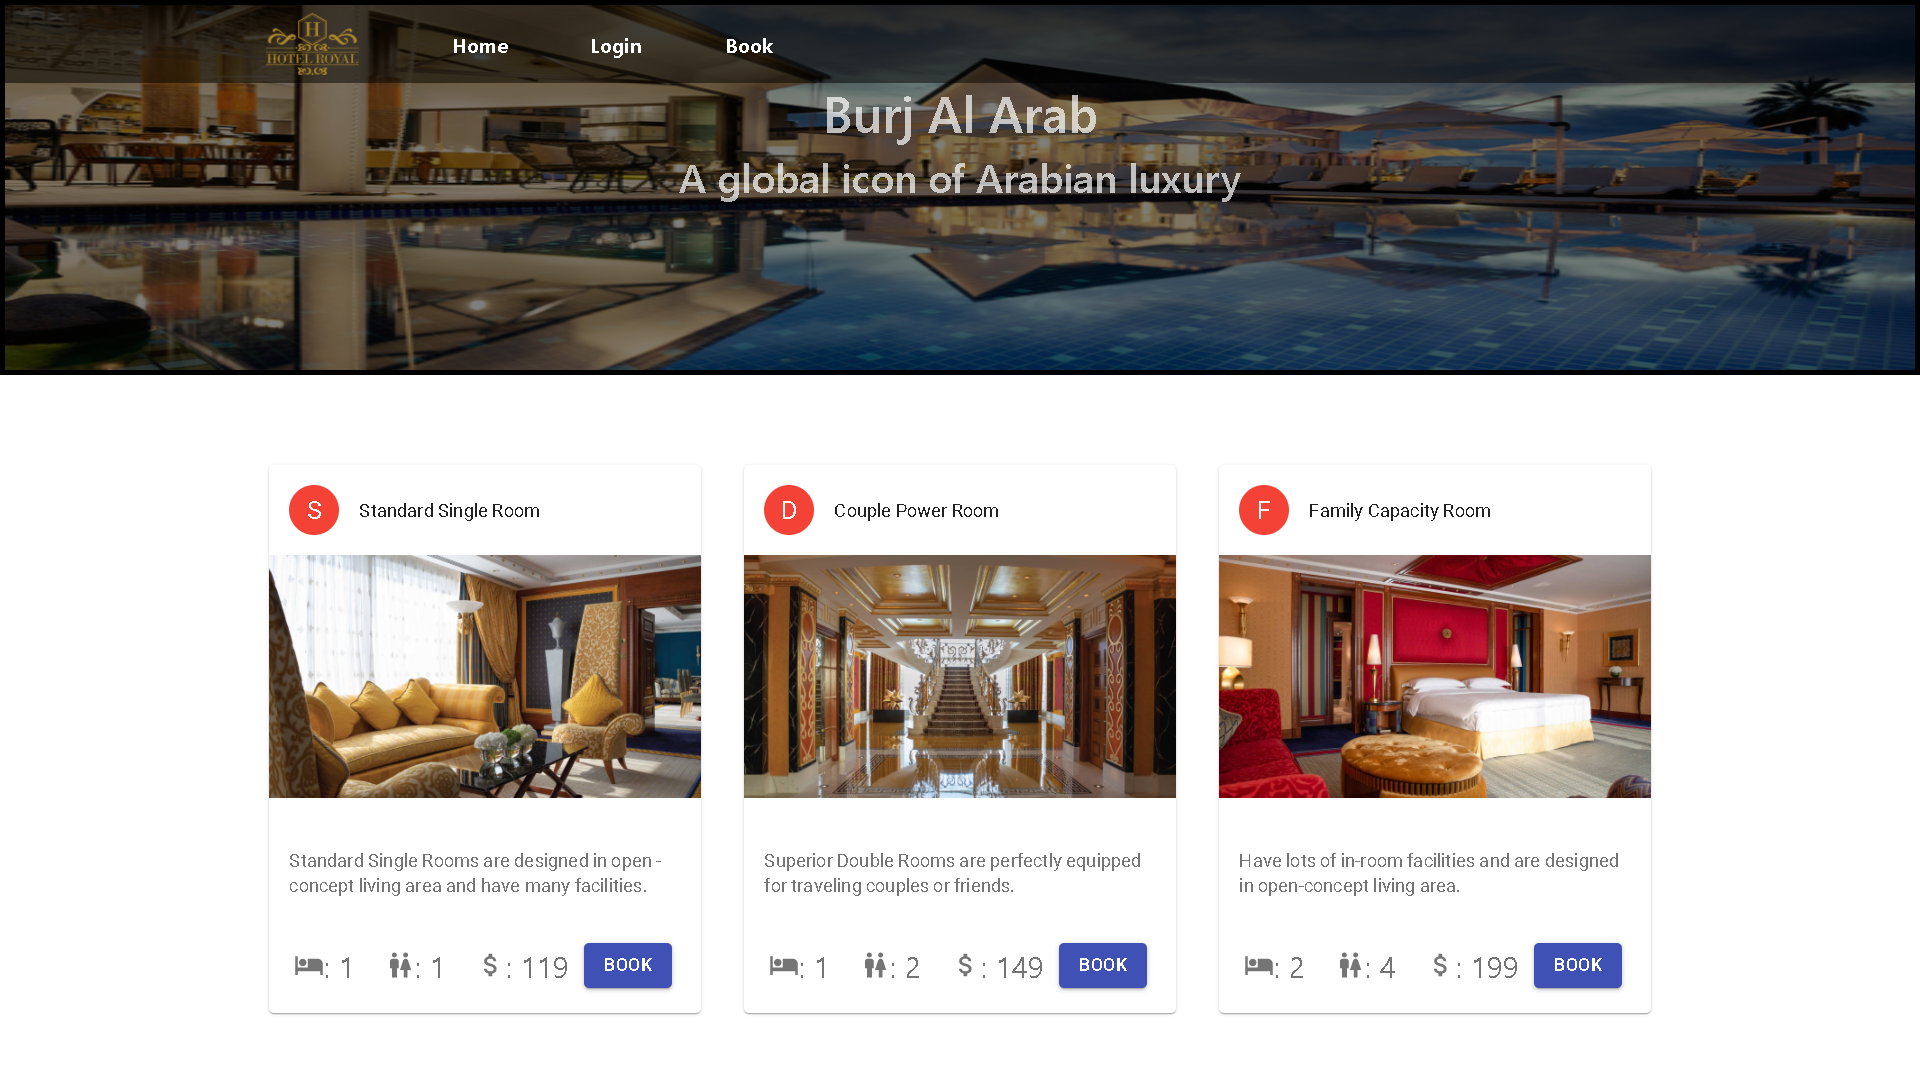 H
HOTEL ROYAL
Home
Login
Book
Burj Al Arab
A global icon of Arabian luxury
S
Standard Single Room
Standard Single Rooms are designed in open -
concept living area and have many facilities.
: 1
: 1
$ : 119
BOOK
D
Couple Power Room
Superior Double Rooms are perfectly equipped
for traveling couples or friends.
: 1
: 2
$ : 149
BOOK
F
Family Capacity Room
Have lots of in-room facilities and are designed
in open-concept living area.
: 2
: 4
$ : 199
BOOK